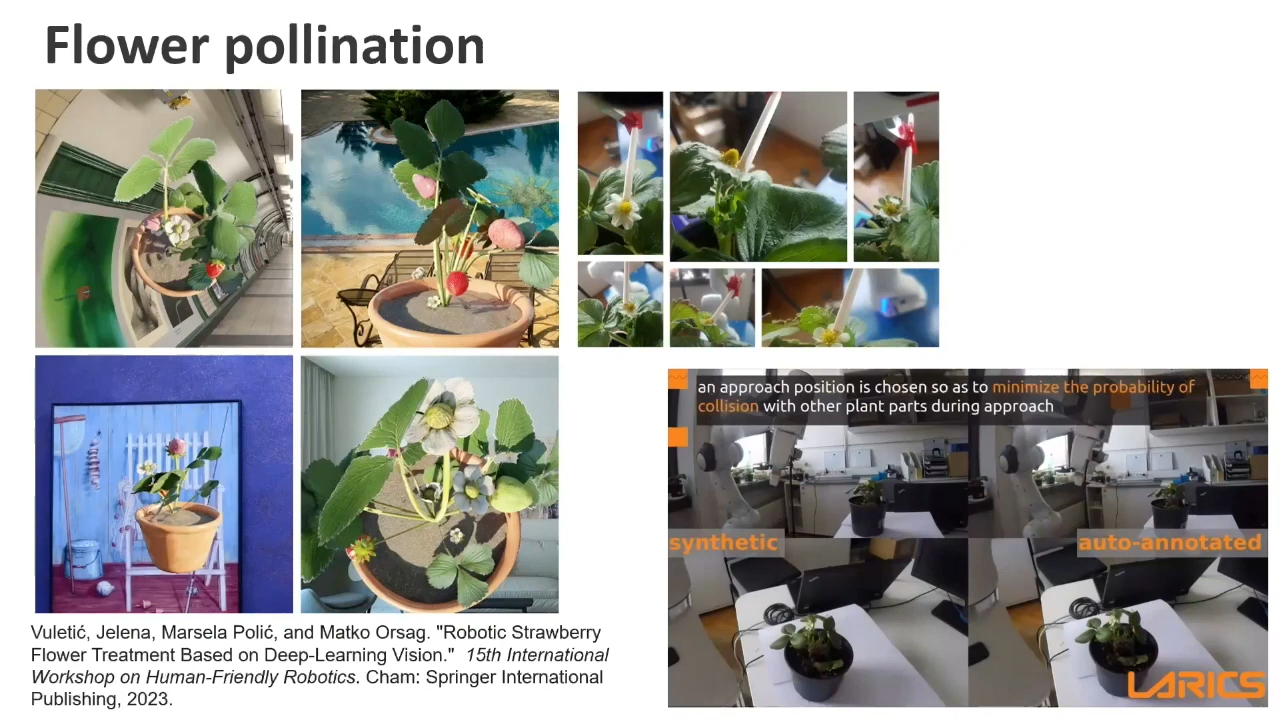 Flower pollination
an approach position is chosen so as to minimize the probability of
collision with other plant parts during approach
synthetic
auto-annotated
LARICS
Vuletić, Jelena, Marsela Polić, and Matko Orsag. "Robotic Strawberry
Flower Treatment Based on Deep-Learning Vision." 15th International
Workshop on Human-Friendly Robotics. Cham: Springer International
Publishing, 2023.